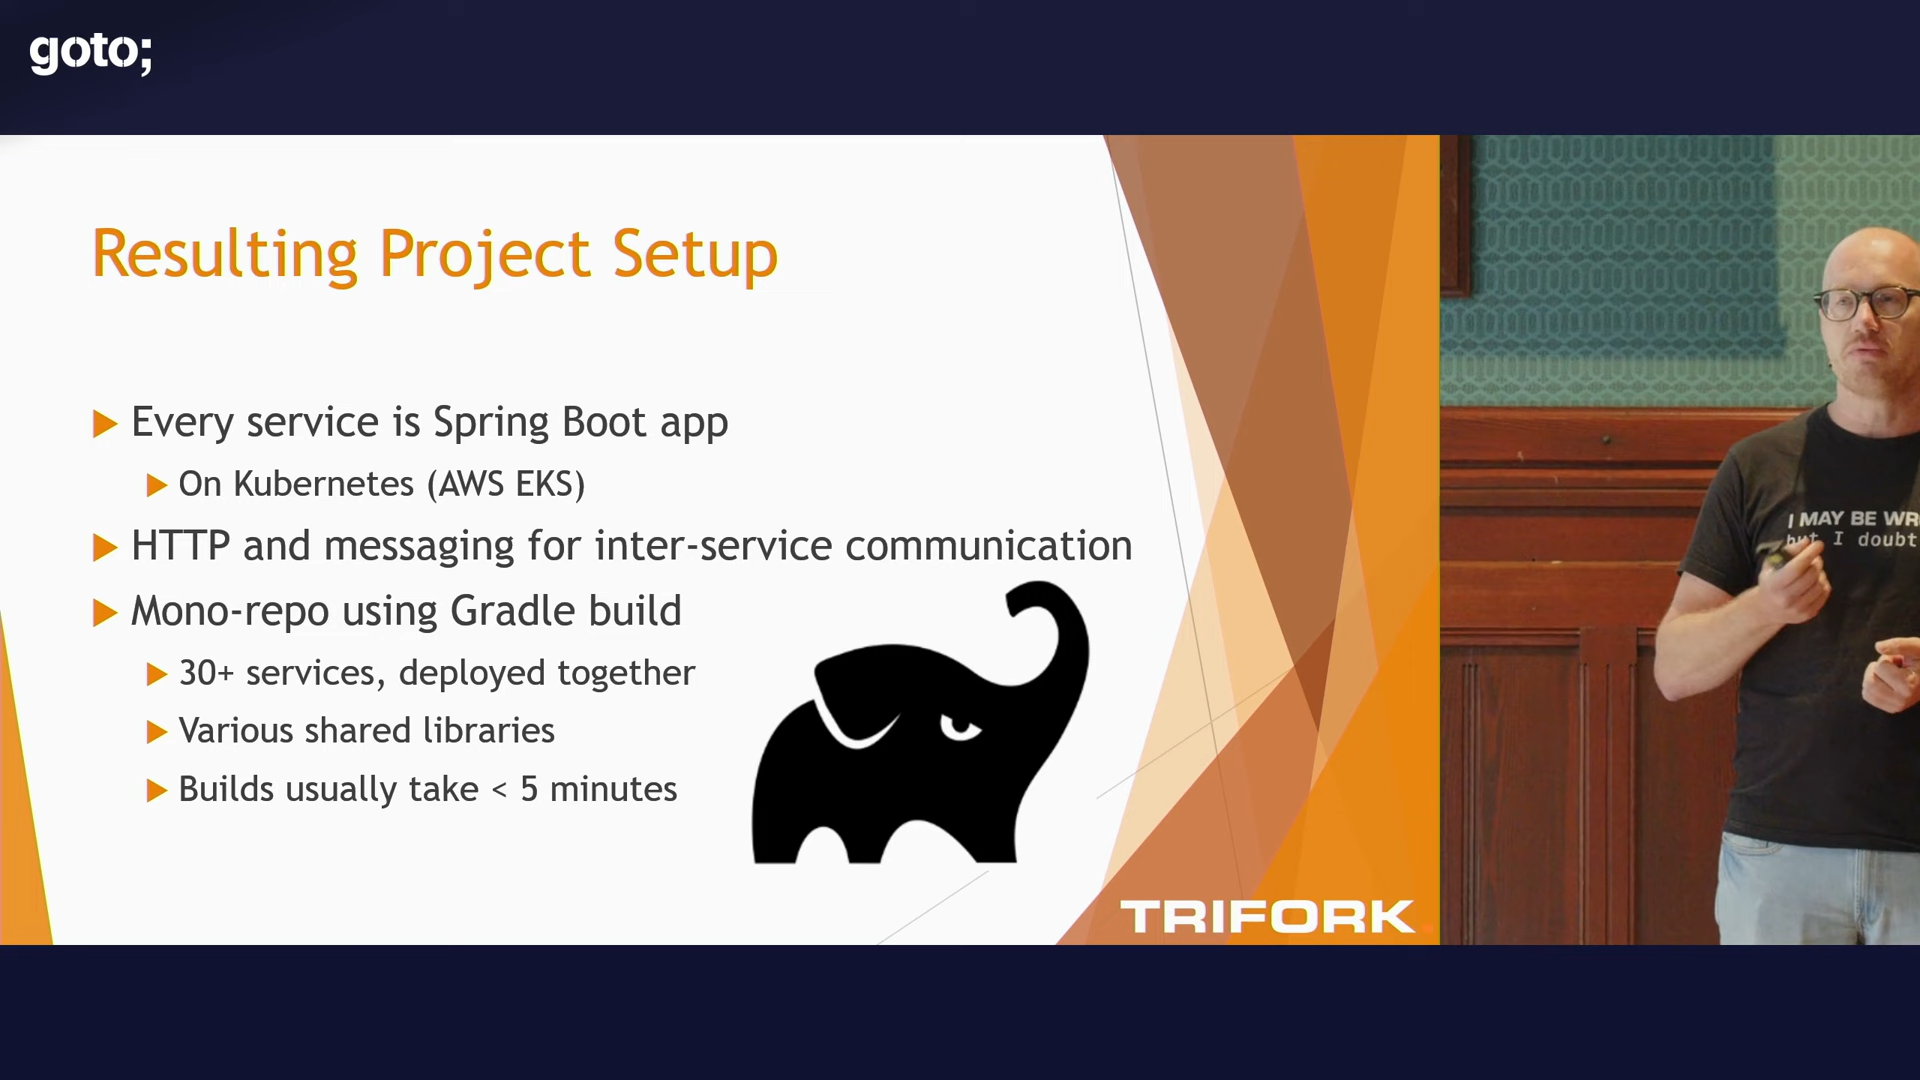 goto;
Resulting Project Setup
Every service is Spring Boot app
On Kubernetes (AWS EKS)
HTTP and messaging for inter-service communication
Mono-repo using Gradle build
30+ services, deployed together
Various shared libraries
Builds usually take < 5 minutes
TRIFORK.
I MAY BE WR
but I doubt